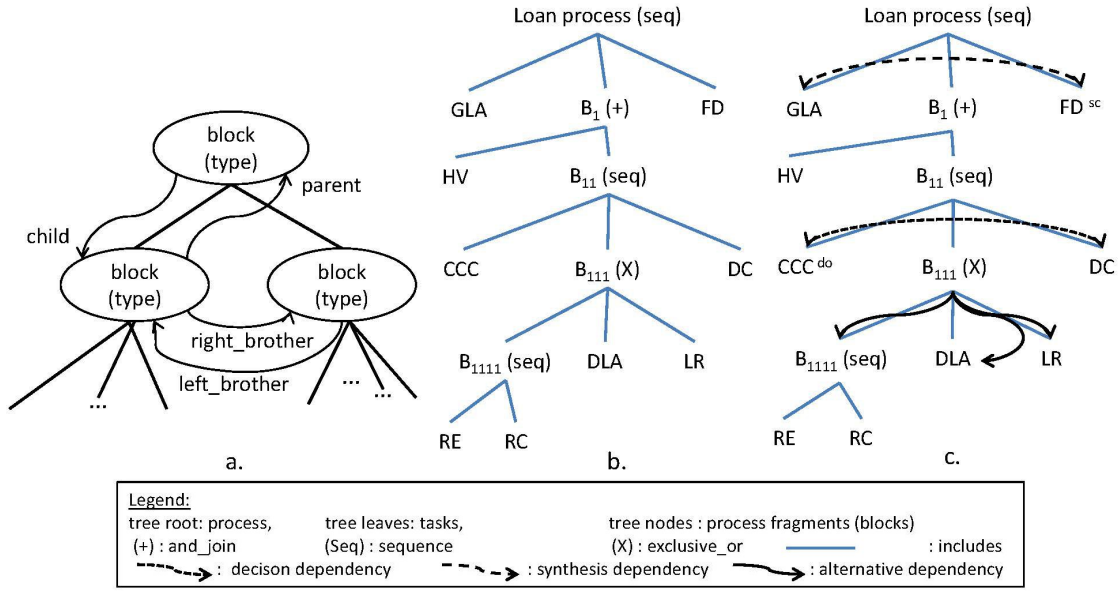 block
(type)
parent
child
block
(type)
block
(type)
right_brother
left_brother
...
...
...
...
a.
Loan process (seq)
GLA B1 (+) FD
HV B11 (seq)
CCC B111 (X) DC
B1111 (seq) DLA LR
RE RC
b.
Loan process (seq)
GLA B1 (+) FD sc
HV B11 (seq)
CCC do B111 (X) DC
B1111 (seq) DLA LR
RE RC
c.
Legend:
tree root: process, tree leaves: tasks, tree nodes : process fragments (blocks)
(+) : and_join (Seq) : sequence (X) : exclusive_or : includes
: decison dependency : synthesis dependency : alternative dependency